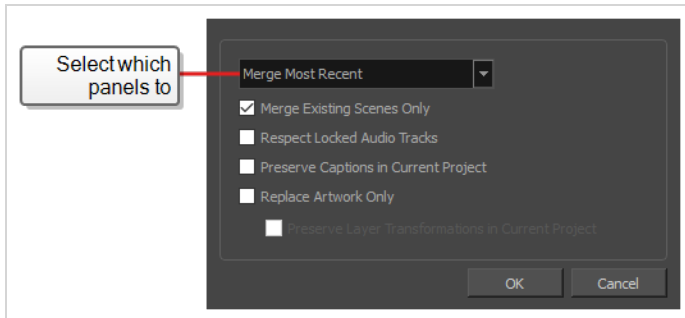 Select which
panels to
Merge Most Recent
Merge Existing Scenes Only
Respect Locked Audio Tracks
Preserve Captions in Current Project
Replace Artwork Only
Preserve Layer Transformations in Current Project
OK
Cancel